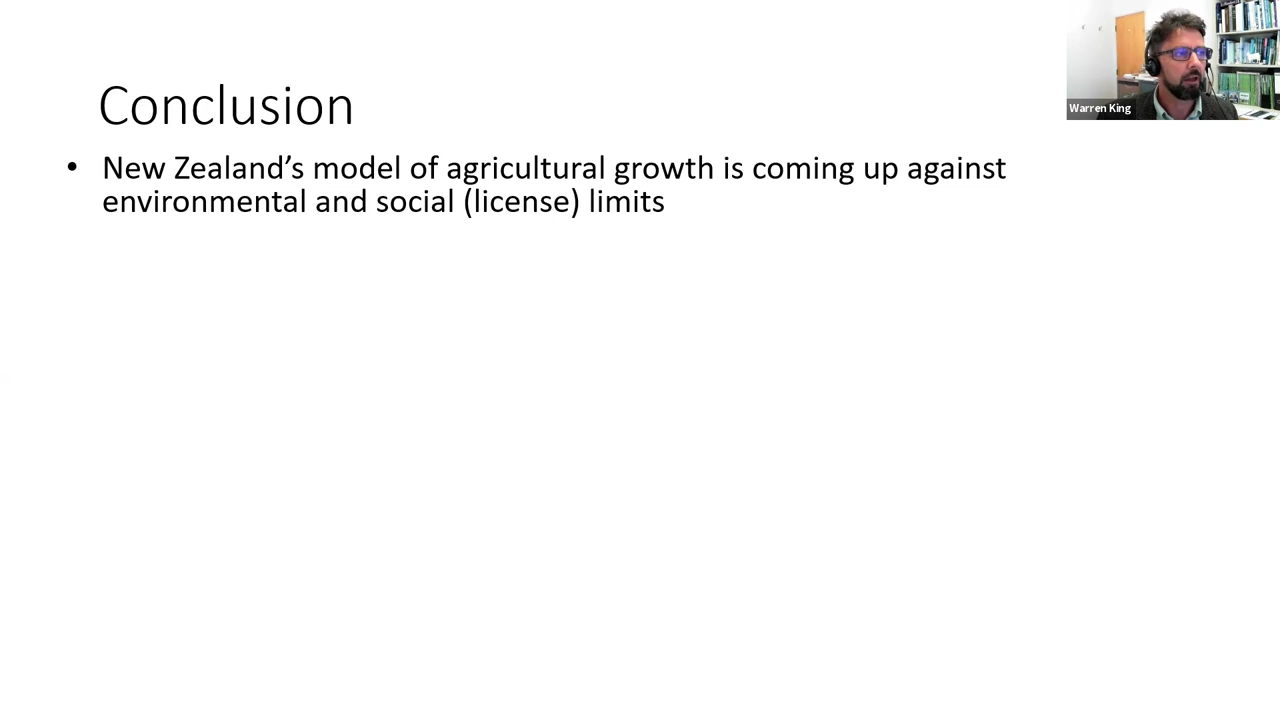 Conclusion
• New Zealand’s model of agricultural growth is coming up against
environmental and social (license) limits
Warren King